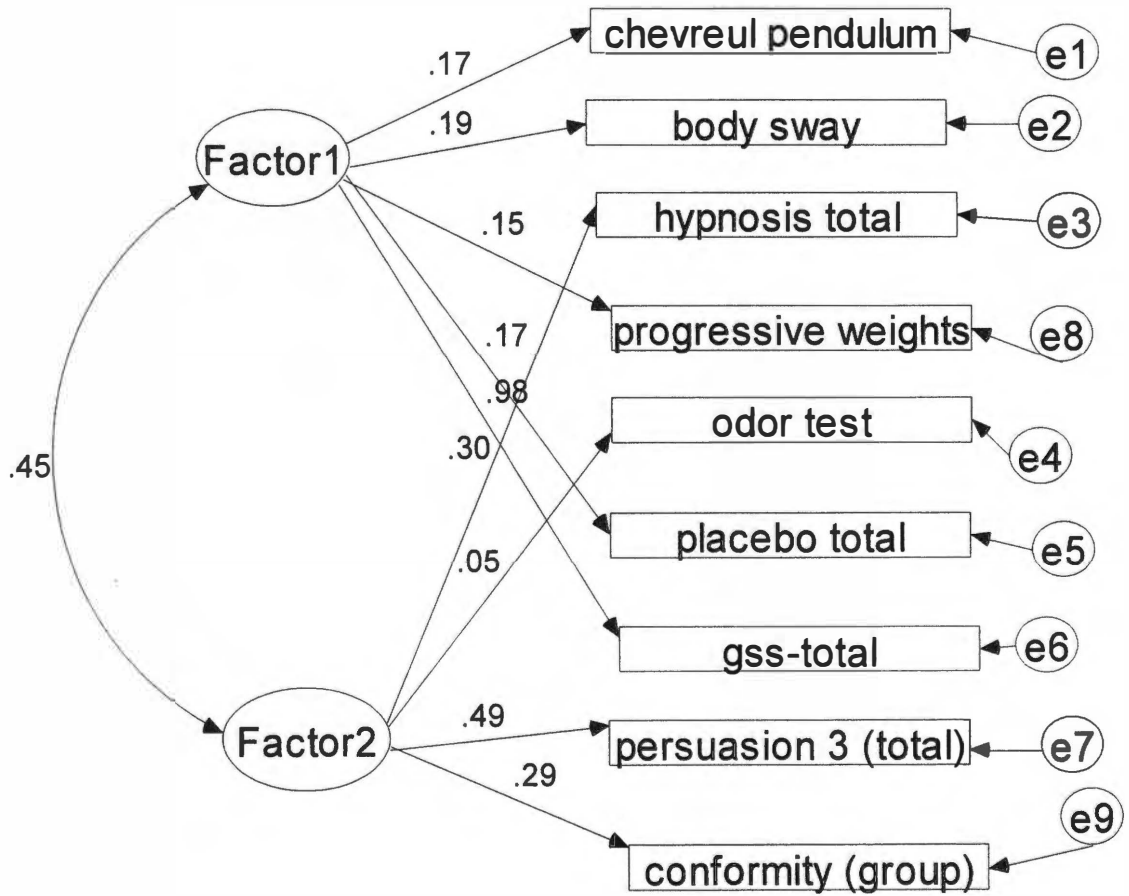 chevreul pendulum
e1
.17
body sway
e2
.19
Factor1
hypnosis total
e3
.15
progressive weights
e8
.17
.98
odor test
e4
.30
.45
placebo total
e5
.05
gss-total
e6
Factor2
.49
persuasion 3 (total)
e7
.29
conformity (group)
e9